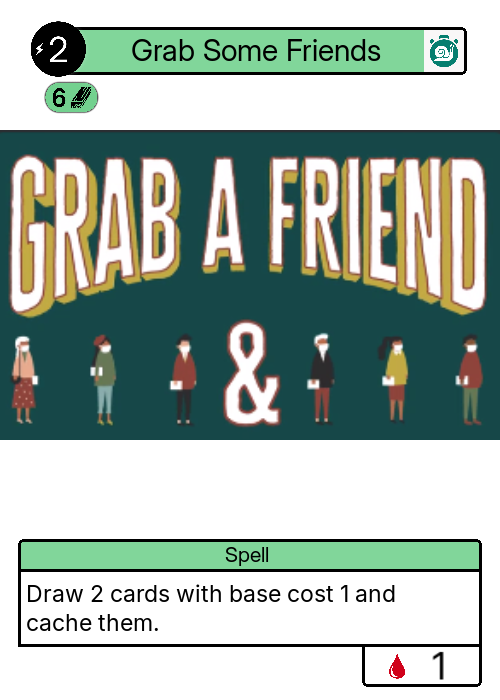 2
Grab Some Friends
6
GRAB A FRIEND
&
Spell
Draw 2 cards with base cost 1 and
cache them.
1